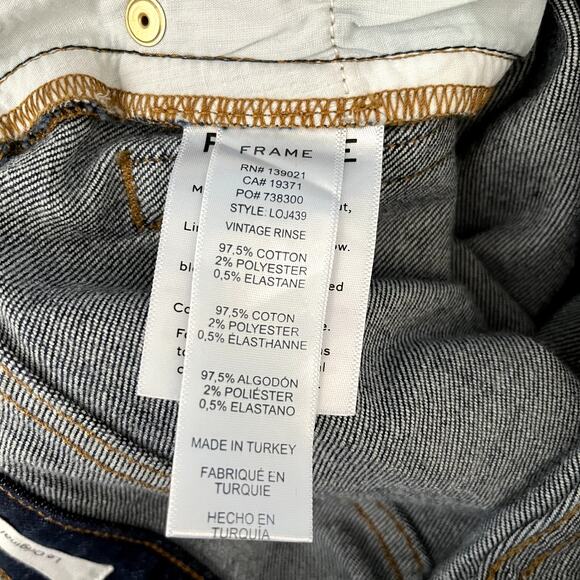 FRAME
RN# 139021
CA# 19371
PO# 738300
STYLE: LOJ439
VINTAGE RINSE
97,5% COTTON
2% POLYESTER
0,5% ELASTANE
97,5% COTON
2% POLYESTER
0,5% ÉLASTHANNE
97,5% ALGODÓN
2% POLIÉSTER
0,5% ELASTANO
MADE IN TURKEY
FABRIQUÉ EN
TURQUIE
HECHO EN
TURQUÍA
Le Original